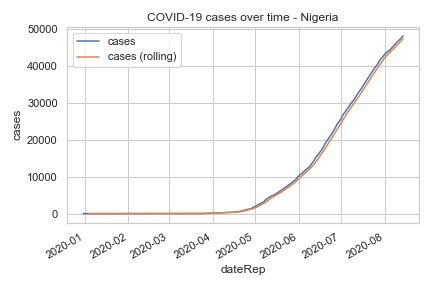 COVID-19 cases over time - Nigeria
cases
cases (rolling)
50000
40000
30000
20000
10000
0
cases
2020-01
2020-02
2020-03
2020-04
2020-05
2020-06
2020-07
2020-08
dateRep